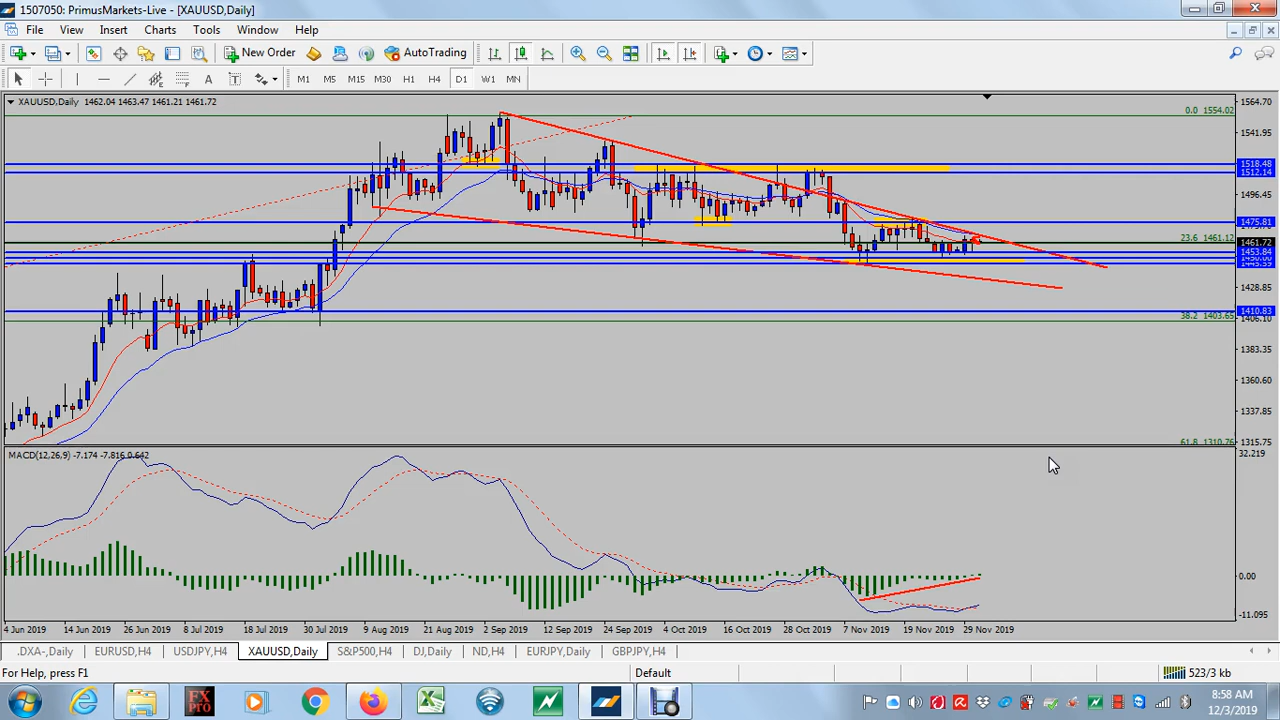 1507050: PrimusMarkets-Live - [XAUUSD,Daily]
File View Insert Charts Tools Window Help
New Order AutoTrading
A T M1 M5 M15 M30 H1 H4 D1 W1 MN
XAUUSD,Daily 1462.04 1463.47 1461.21 1461.72
1564.70
0.0 1554.02
1541.95
1518.48
1512.14
1496.45
1475.81
23.6 1461.12
1461.72
1453.84
1428.85
1410.83
38.2 1403.65
1406.10
1383.35
1360.60
1337.85
61.8 1310.76
1315.75
MACD(12,26,9) -7.174 -7.816 0.642
32.219
0.00
-11.095
4 Jun 2019 14 Jun 2019 26 Jun 2019 8 Jul 2019 18 Jul 2019 30 Jul 2019 9 Aug 2019 21 Aug 2019 2 Sep 2019 12 Sep 2019 24 Sep 2019 4 Oct 2019 16 Oct 2019 28 Oct 2019 7 Nov 2019 19 Nov 2019 29 Nov 2019
.DXA-,Daily EURUSD,H4 USDJPY,H4 XAUUSD,Daily S&P500,H4 DJ,Daily ND,H4 EURJPY,Daily GBPJPY,H4
For Help, press F1 Default 523/3 kb
FX PRO
8:58 AM
12/3/2019